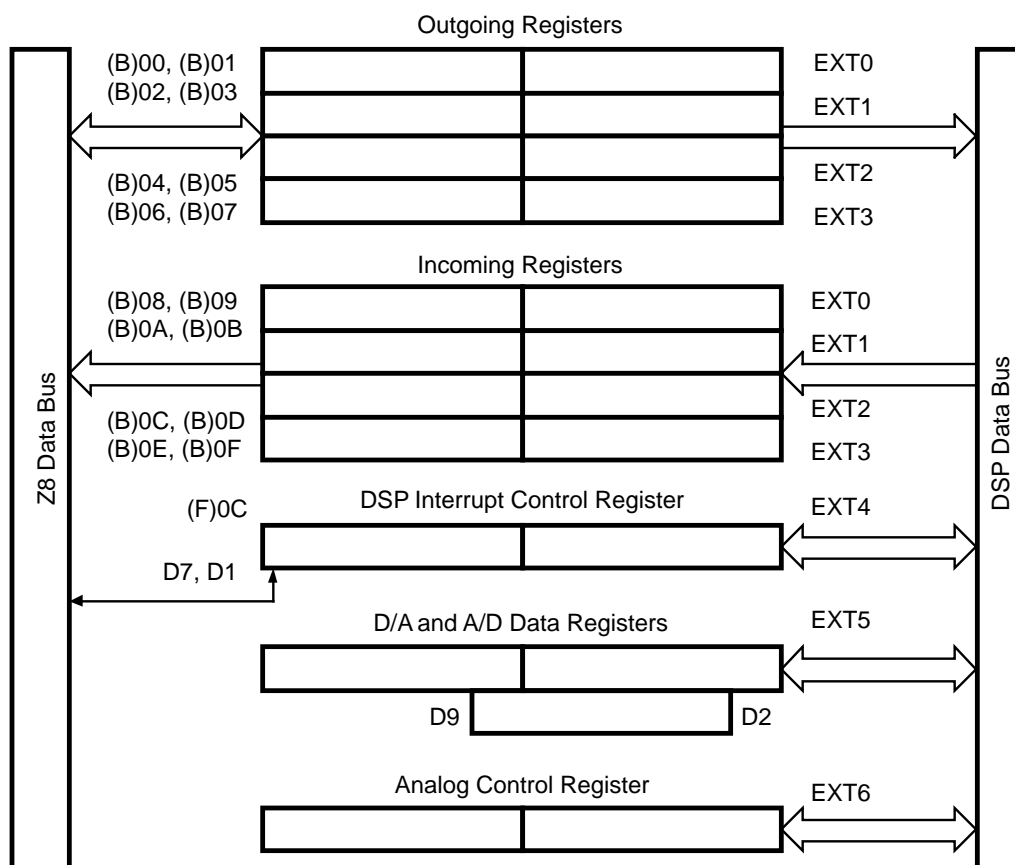 Outgoing Registers
(B)00, (B)01
(B)02, (B)03
(B)04, (B)05
(B)06, (B)07
EXT0
EXT1
EXT2
EXT3
Incoming Registers
(B)08, (B)09
(B)0A, (B)0B
(B)0C, (B)0D
(B)0E, (B)0F
EXT0
EXT1
EXT2
EXT3
Z8 Data Bus
DSP Data Bus
DSP Interrupt Control Register
(F)0C
EXT4
D7, D1
D/A and A/D Data Registers
EXT5
D9
D2
Analog Control Register
EXT6